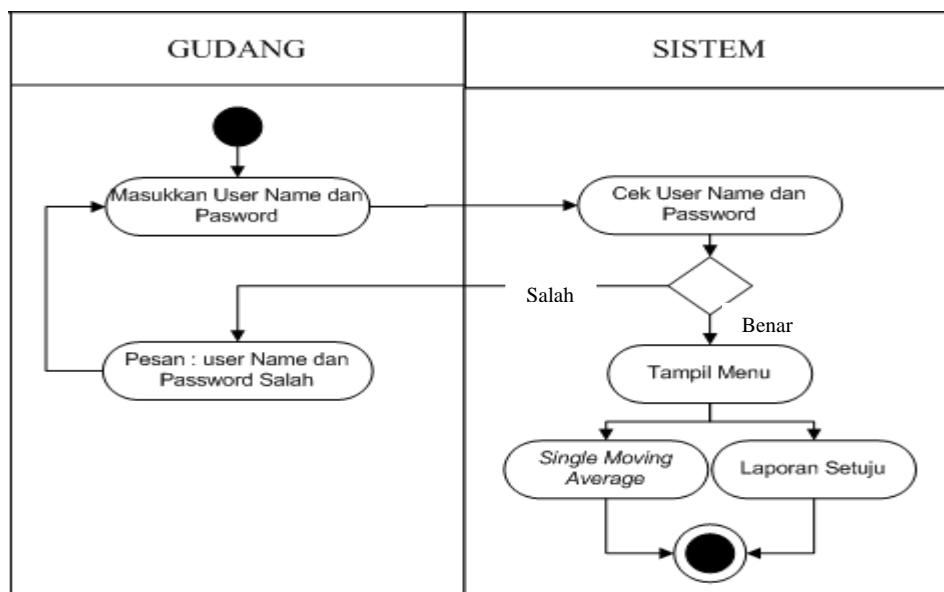 GUDANG
SISTEM
Masukkan User Name dan
Pasword
Cek User Name dan
Password
Salah
Benar
Pesan : user Name dan
Password Salah
Tampil Menu
Single Moving
Average
Laporan Setuju